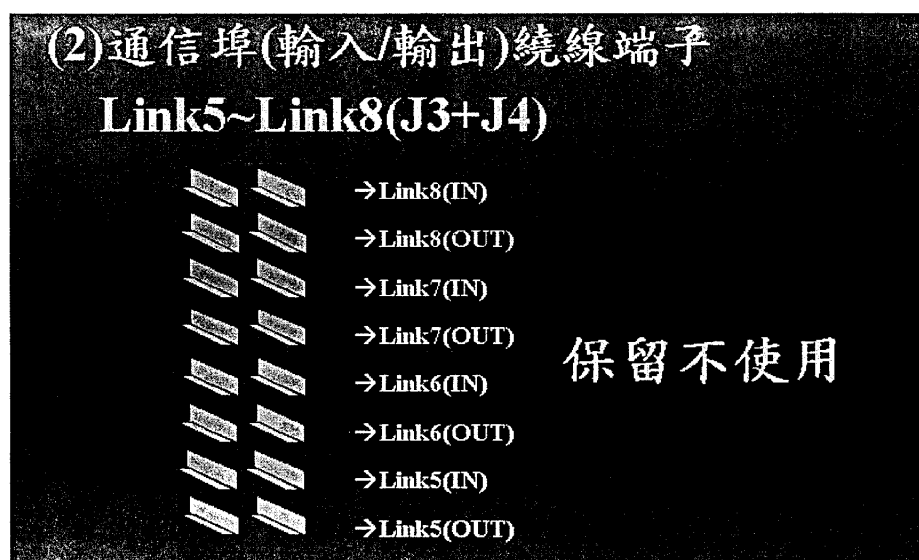 (2)通信埠(輸入/輸出)繞線端子
Link5~Link8(J3+J4)
→Link8(IN)
→Link8(OUT)
→Link7(IN)
→Link7(OUT)
保留不使用
→Link6(IN)
→Link6(OUT)
→Link5(IN)
→Link5(OUT)